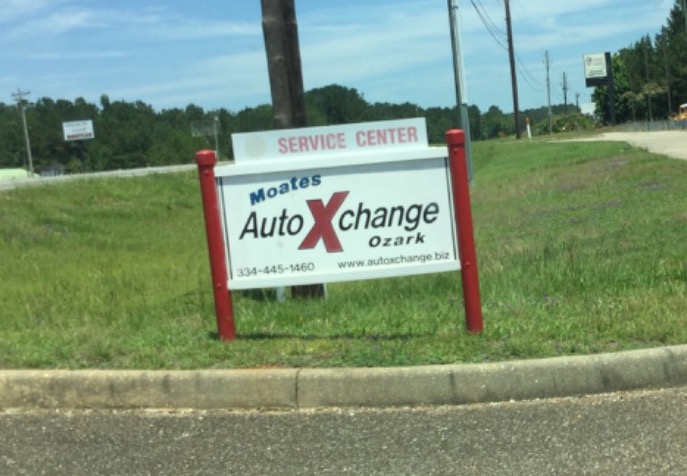 SERVICE CENTER
Moates
AutoXchange
Ozark
334-445-1460 www.autoxchange.biz